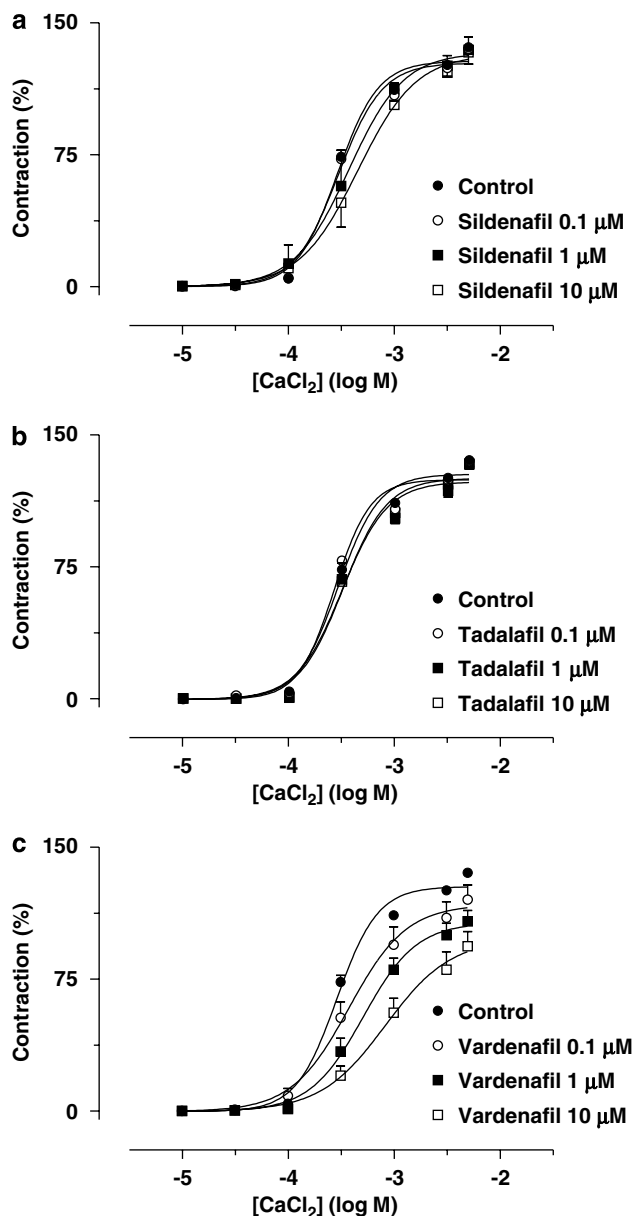 a
150
75
0
Contraction (%)
Control
Sildenafil 0.1 μM
Sildenafil 1 μM
Sildenafil 10 μM
-5 -4 -3 -2
[CaCl₂] (log M)
b
150
75
0
Contraction (%)
Control
Tadalafil 0.1 μM
Tadalafil 1 μM
Tadalafil 10 μM
-5 -4 -3 -2
[CaCl₂] (log M)
c
150
75
0
Contraction (%)
Control
Vardenafil 0.1 μM
Vardenafil 1 μM
Vardenafil 10 μM
-5 -4 -3 -2
[CaCl₂] (log M)